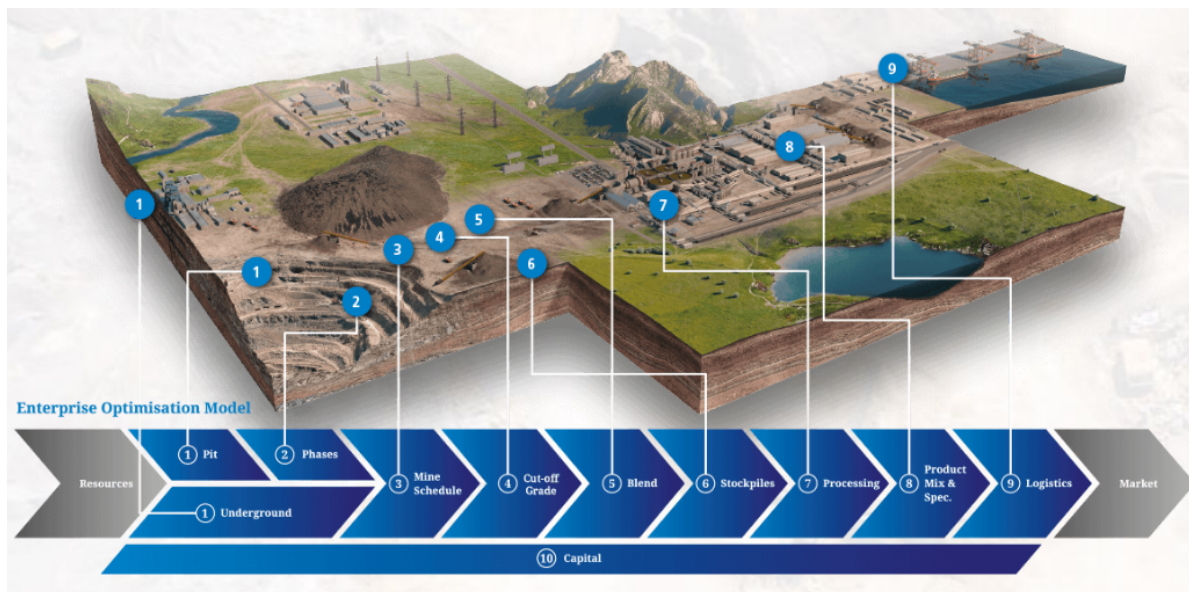 9
8
1
7
5
4
3
6
1
2
Enterprise Optimisation Model
1 Pit
2 Phases
Resources
3 Mine
Schedule
4 Cut-off
Grade
5 Blend
6 Stockpiles
7 Processing
8 Product
Mix &
Spec.
9 Logistics
Market
1 Underground
10 Capital